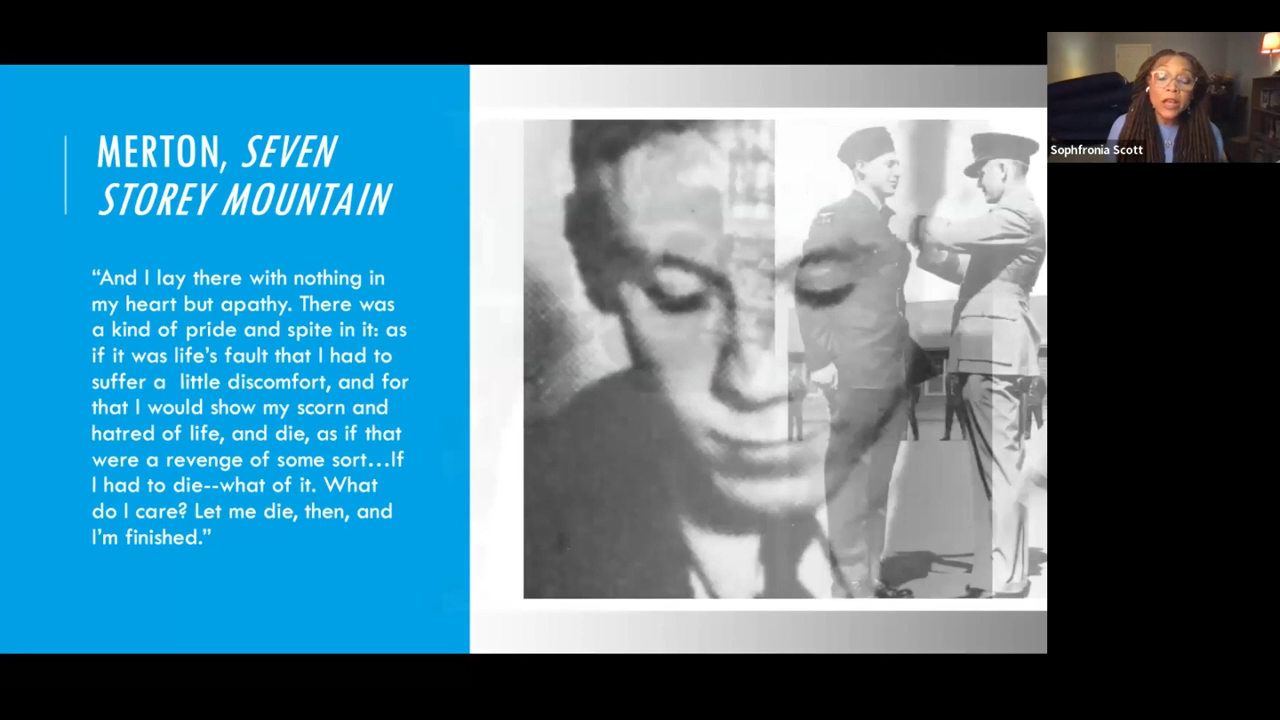 MERTON, SEVEN
STOREY MOUNTAIN
“And I lay there with nothing in
my heart but apathy. There was
a kind of pride and spite in it: as
if it was life’s fault that I had to
suffer a  little discomfort, and for
that I would show my scorn and
hatred of life, and die, as if that
were a revenge of some sort…If
I had to die--what of it. What
do I care? Let me die, then, and
I’m finished.”
Sophfronia Scott